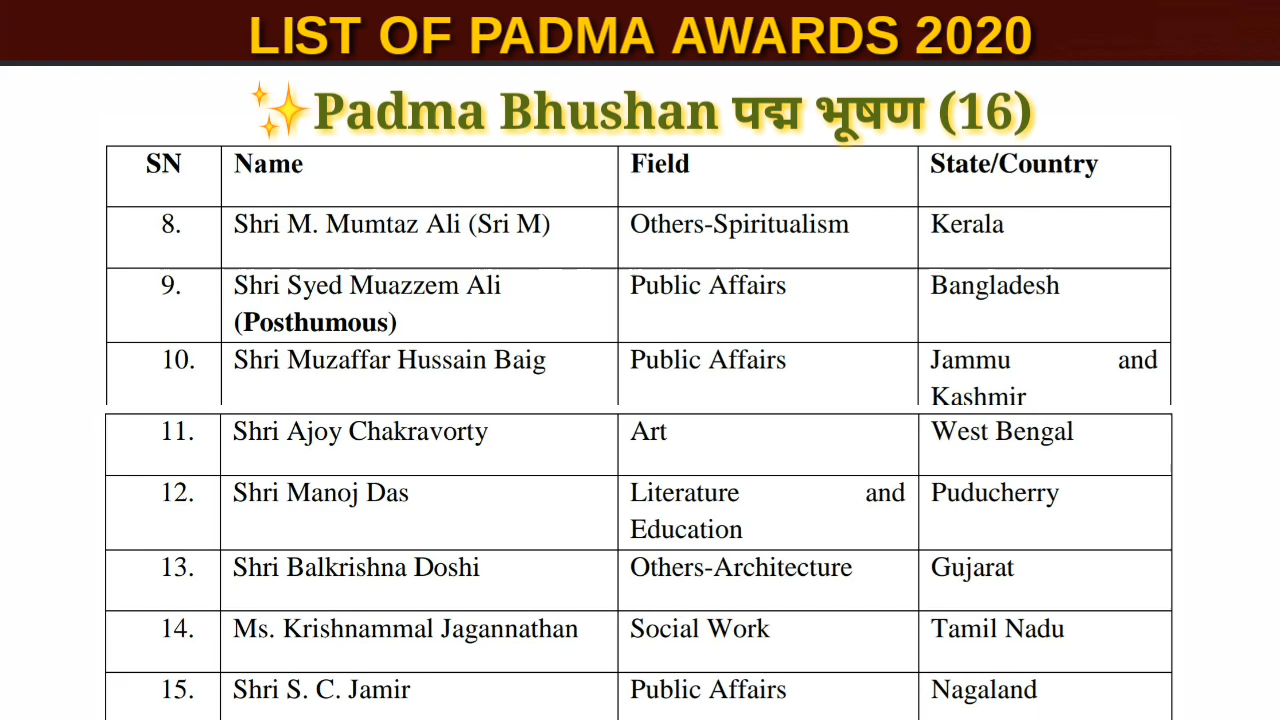 LIST OF PADMA AWARDS 2020
✨Padma Bhushan पद्म भूषण (16)
SN Name Field State/Country
8. Shri M. Mumtaz Ali (Sri M) Others-Spiritualism Kerala
9. Shri Syed Muazzem Ali Public Affairs Bangladesh
(Posthumous)
10. Shri Muzaffar Hussain Baig Public Affairs Jammu and
Kashmir
11. Shri Ajoy Chakravorty Art West Bengal
12. Shri Manoj Das Literature and Puducherry
Education
13. Shri Balkrishna Doshi Others-Architecture Gujarat
14. Ms. Krishnammal Jagannathan Social Work Tamil Nadu
15. Shri S. C. Jamir Public Affairs Nagaland